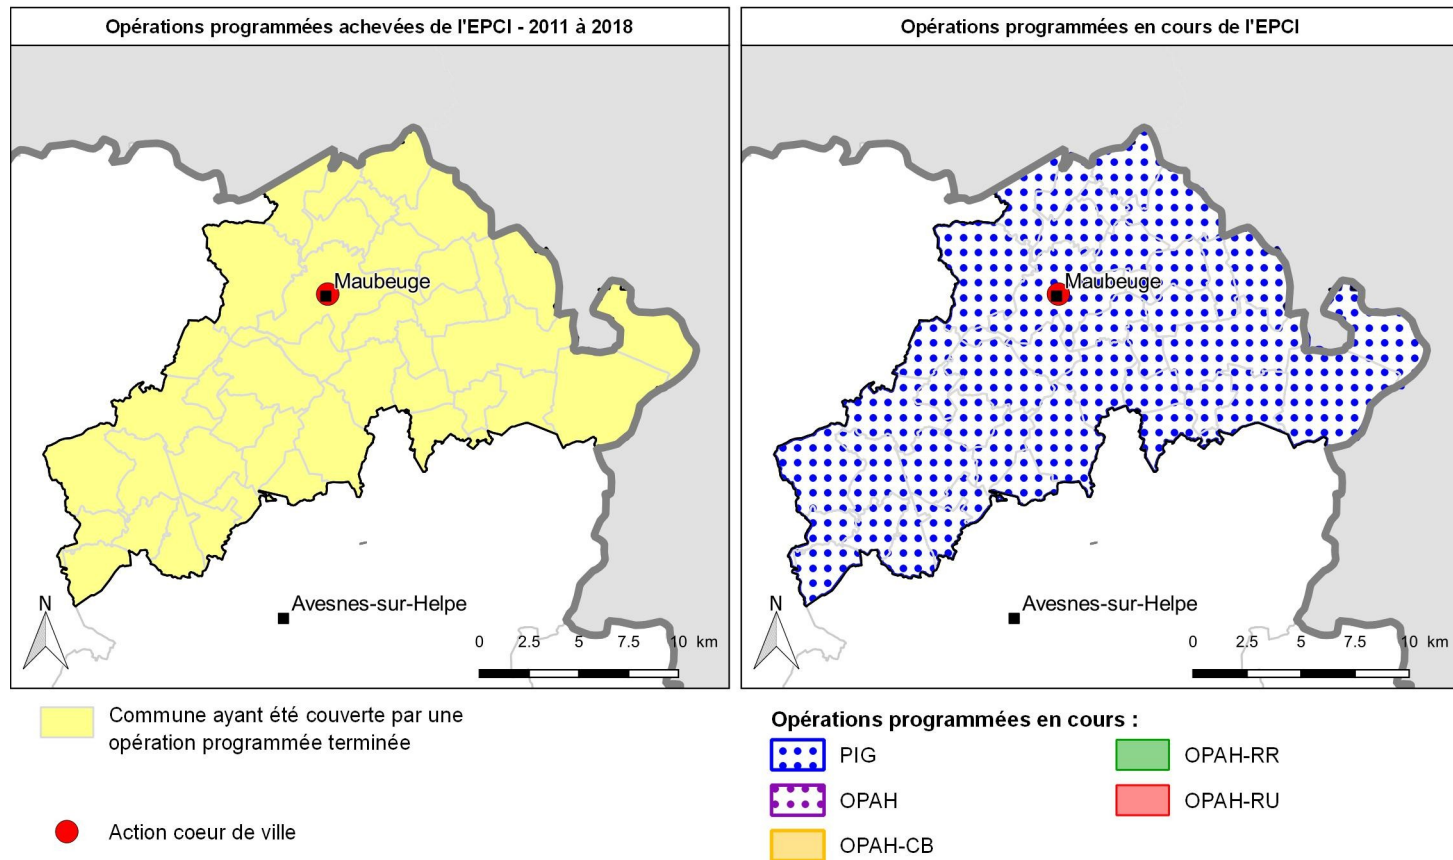 Opérations programmées achevées de l'EPCI - 2011 à 2018
Maubeuge
Avesnes-sur-Helpe
N
0 2.5 5 7.5 10 km
Commune ayant été couverte par une
opération programmée terminée
Action coeur de ville
Opérations programmées en cours de l'EPCI
Maubeuge
Avesnes-sur-Helpe
N
0 2.5 5 7.5 10 km
Opérations programmées en cours :
PIG
OPAH
OPAH-CB
OPAH-RR
OPAH-RU